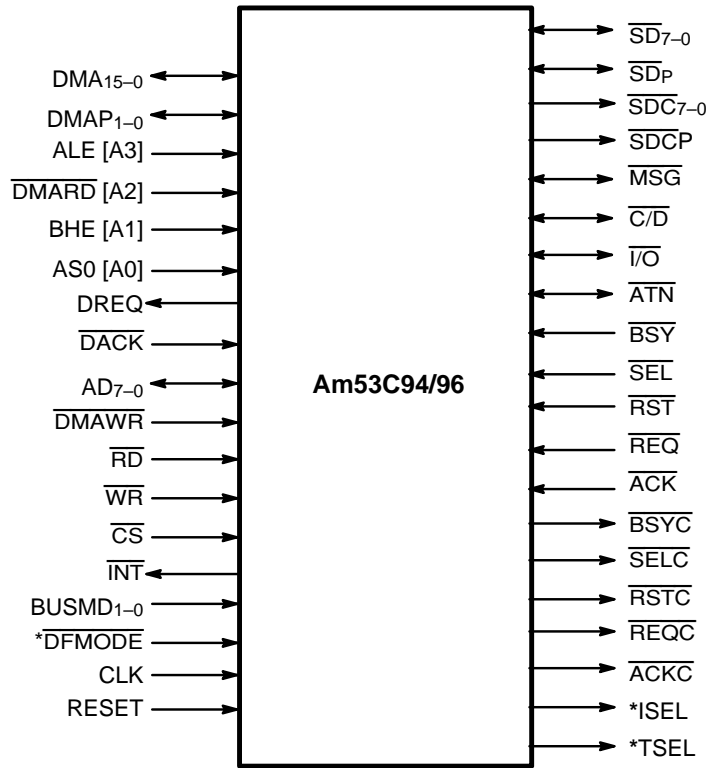 DMA15–0
DMAP1–0
ALE [A3]
DMARD [A2]
BHE [A1]
AS0 [A0]
DREQ
DACK
AD7–0
DMAWR
RD
WR
CS
INT
BUSMD1–0
*DFMODE
CLK
RESET
Am53C94/96
SD7–0
SDP
SDC7–0
SDCP
MSG
C/D
I/O
ATN
BSY
SEL
RST
REQ
ACK
BSYC
SELC
RSTC
REQC
ACKC
*ISEL
*TSEL